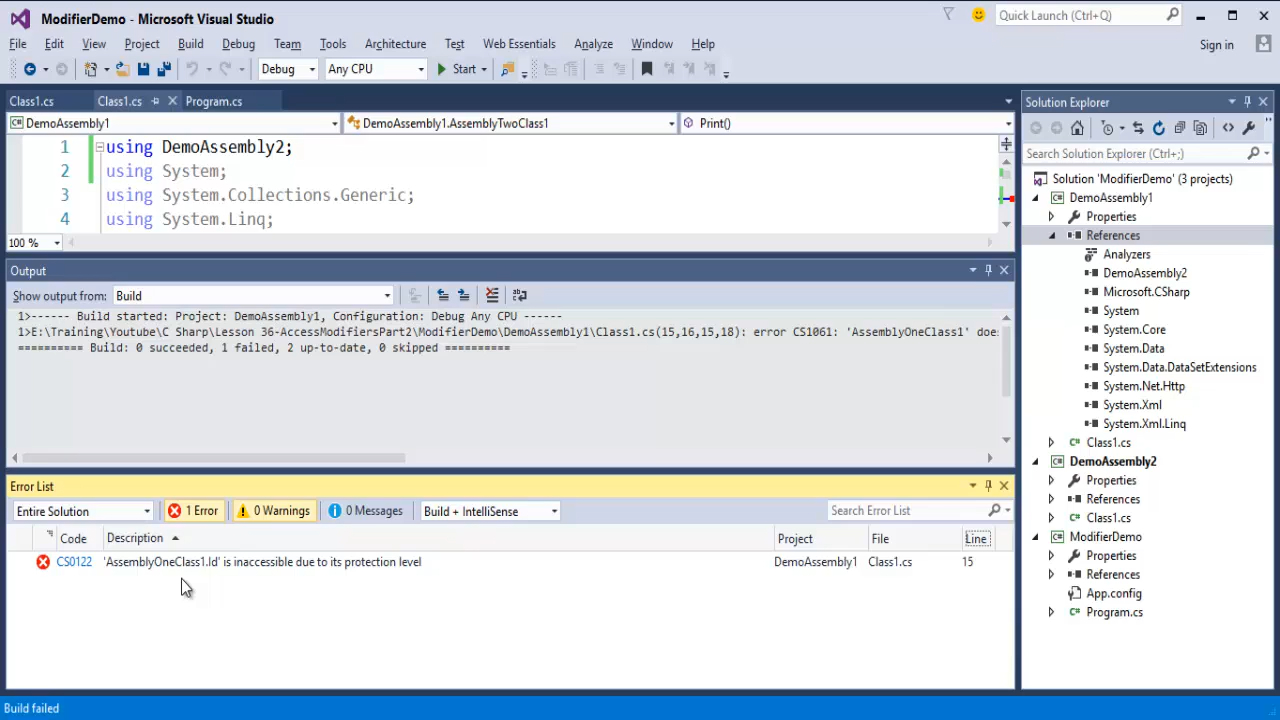 ModifierDemo - Microsoft Visual Studio
Quick Launch (Ctrl+Q)
File Edit View Project Build Debug Team Tools Architecture Test Web Essentials Analyze Window Help
Sign in
Debug Any CPU Start
Class1.cs Class1.cs Program.cs
DemoAssembly1 DemoAssembly1.AssemblyTwoClass1 Print()
1 using DemoAssembly2;
2 using System;
3 using System.Collections.Generic;
4 using System.Linq;
100 %
Output
Show output from: Build
1>------ Build started: Project: DemoAssembly1, Configuration: Debug Any CPU ------
1>E:\Training\Youtube\C Sharp\Lesson 36-AccessModifiersPart2\ModifierDemo\DemoAssembly1\Class1.cs(15,16,15,18): error CS1061: 'AssemblyOneClass1' does
========== Build: 0 succeeded, 1 failed, 2 up-to-date, 0 skipped ==========
Error List
Entire Solution 1 Error 0 Warnings 0 Messages Build + IntelliSense Search Error List
Code Description Project File Line
CS0122 'AssemblyOneClass1.Id' is inaccessible due to its protection level DemoAssembly1 Class1.cs 15
Build failed
Solution Explorer
Search Solution Explorer (Ctrl+;)
Solution 'ModifierDemo' (3 projects)
DemoAssembly1
Properties
References
Analyzers
DemoAssembly2
Microsoft.CSharp
System
System.Core
System.Data
System.Data.DataSetExtensions
System.Net.Http
System.Xml
System.Xml.Linq
Class1.cs
DemoAssembly2
Properties
References
Class1.cs
ModifierDemo
Properties
References
App.config
Program.cs